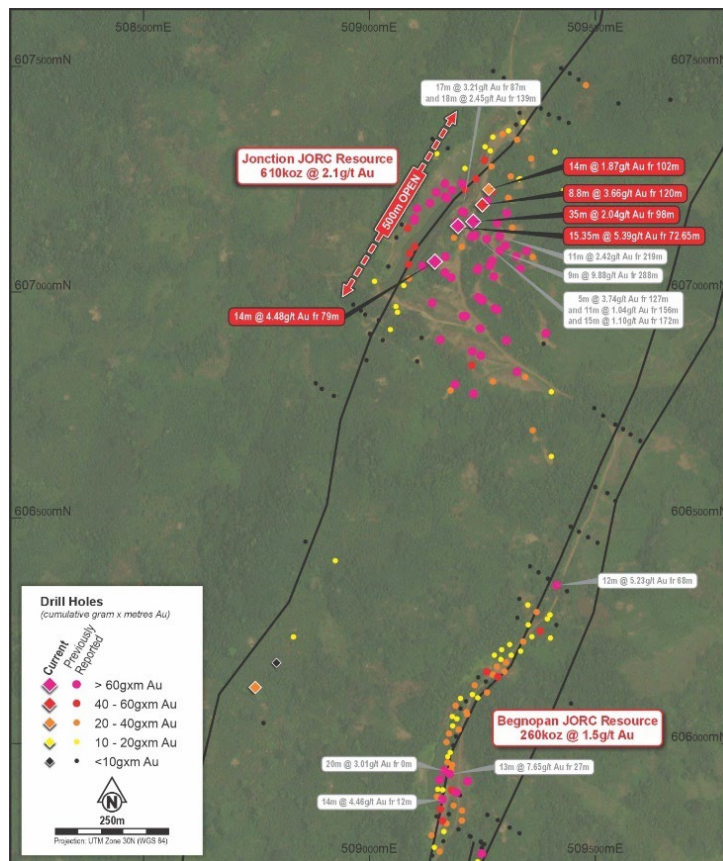 508500mE
509000mE
509500mE
607500mN
607500mN
17m @ 3.21g/t Au fr 87m
and 18m @ 2.45g/t Au fr 139m
Jonction JORC Resource
610koz @ 2.1g/t Au
500m OPEN
14m @ 1.87g/t Au fr 102m
8.8m @ 3.66g/t Au fr 120m
35m @ 2.04g/t Au fr 98m
15.35m @ 5.39g/t Au fr 72.65m
11m @ 2.42g/t Au fr 219m
9m @ 9.88g/t Au fr 288m
607000mN
607000mN
5m @ 3.74g/t Au fr 127m
and 11m @ 1.04g/t Au fr 156m
and 15m @ 1.10g/t Au fr 172m
14m @ 4.48g/t Au fr 79m
606500mN
606500mN
12m @ 5.23g/t Au fr 68m
Drill Holes
(cumulative gram x metres Au)
Current
Previously
Reported
> 60gxm Au
40 - 60gxm Au
20 - 40gxm Au
10 - 20gxm Au
<10gxm Au
N
250m
Projection: UTM Zone 30N (WGS 84)
Begnopan JORC Resource
260koz @ 1.5g/t Au
606000mN
20m @ 3.01g/t Au fr 0m
13m @ 7.65g/t Au fr 27m
14m @ 4.46g/t Au fr 12m
509000mE
509500mE